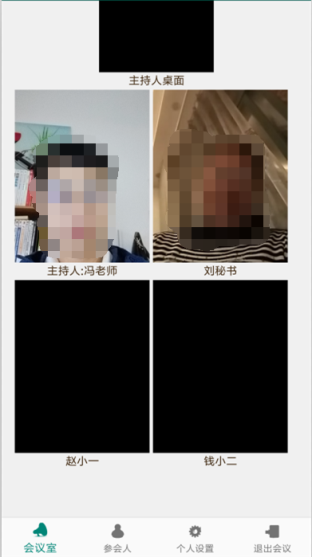 主持人桌面
主持人:冯老师
刘秘书
赵小一
钱小二
会议室
参会人
个人设置
退出会议